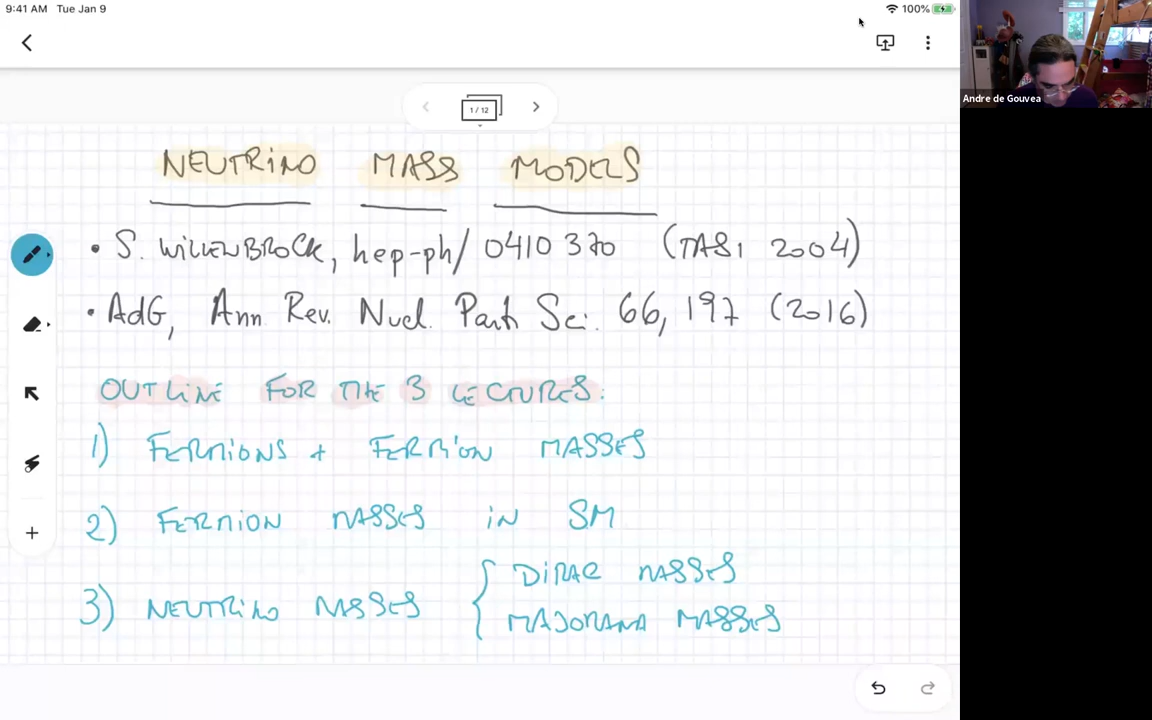 9:41 AM Tue Jan 9
100%
1 / 12
NEUTRINO MASS MODELS
• S. WILLENBROCK, hep-ph/0410370 (TASI 2004)
• AdG, Ann. Rev. Nucl. Part. Sci. 66, 197 (2016)
OUTLINE FOR THE 3 LECTURES:
1) FERMIONS + FERMION MASSES
2) FERMION MASSES IN SM
3) NEUTRINO MASSES { DIRAC MASSES
MAJORANA MASSES
Andre de Gouvea